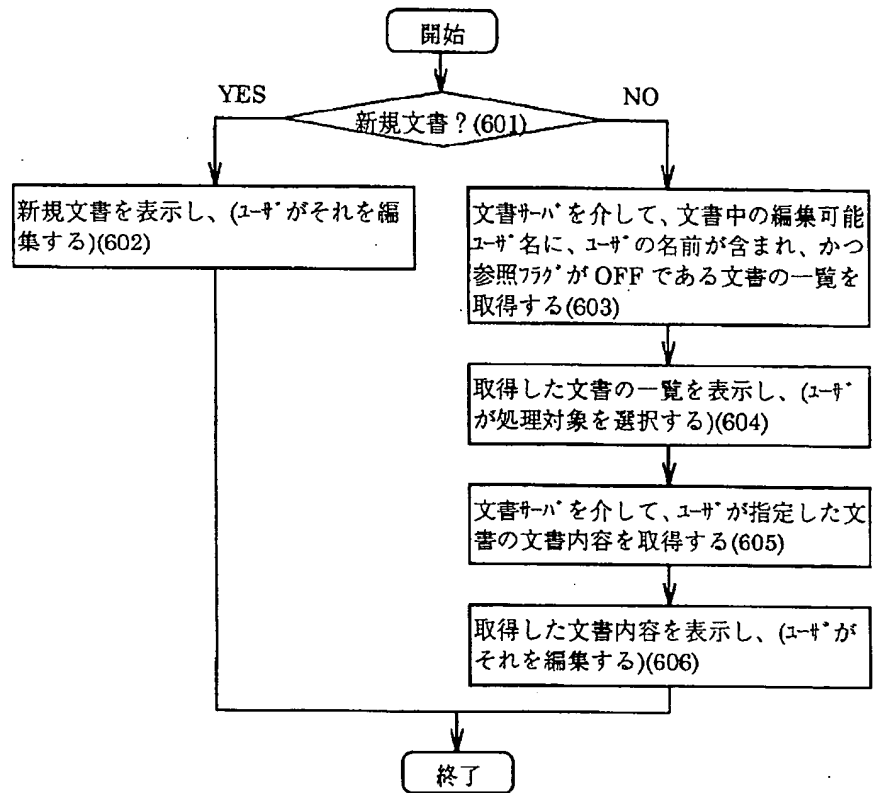 開始
YES
NO
新規文書？(601)
新規文書を表示し、(ﾕｰｻﾞがそれを編
集する)(602)
文書ｻｰﾊﾞを介して、文書中の編集可能
ﾕｰｻﾞ名に、ﾕｰｻﾞの名前が含まれ、かつ
参照ﾌﾗｸﾞがOFFである文書の一覧を
取得する(603)
取得した文書の一覧を表示し、(ﾕｰｻﾞ
が処理対象を選択する)(604)
文書ｻｰﾊﾞを介して、ﾕｰｻﾞが指定した文
書の文書内容を取得する(605)
取得した文書内容を表示し、(ﾕｰｻﾞが
それを編集する)(606)
終了